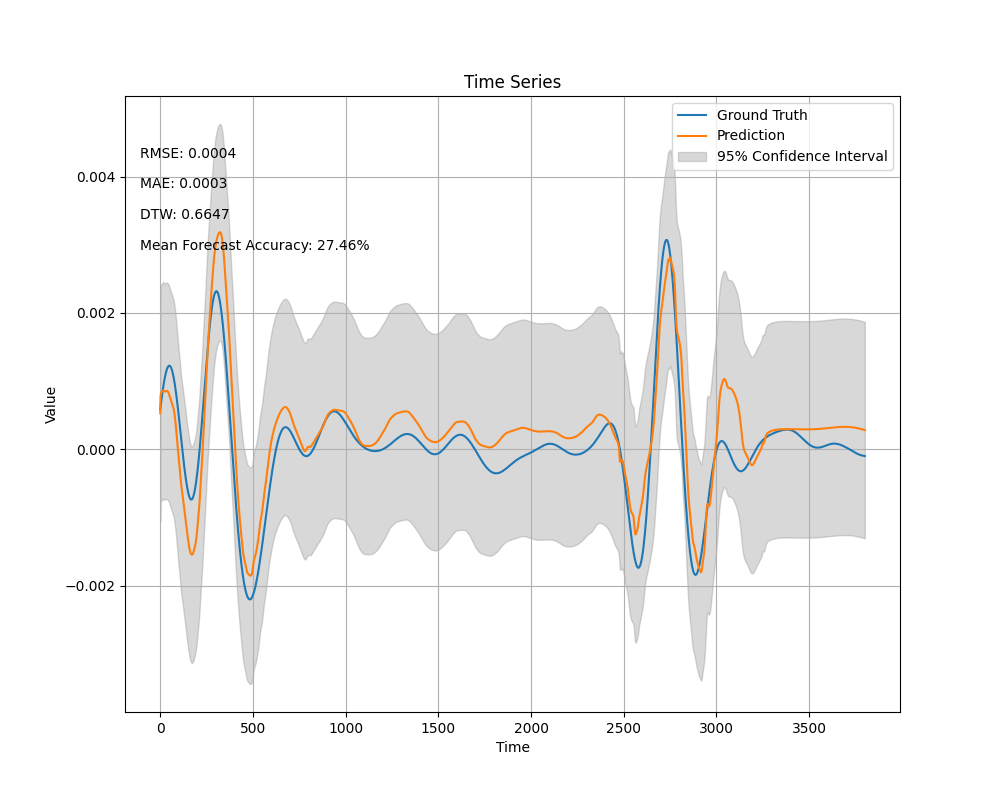 Time Series
Ground Truth
Prediction
95% Confidence Interval
RMSE: 0.0004
MAE: 0.0003
DTW: 0.6647
Mean Forecast Accuracy: 27.46%
0.004
0.002
0.000
−0.002
Value
0 500 1000 1500 2000 2500 3000 3500
Time